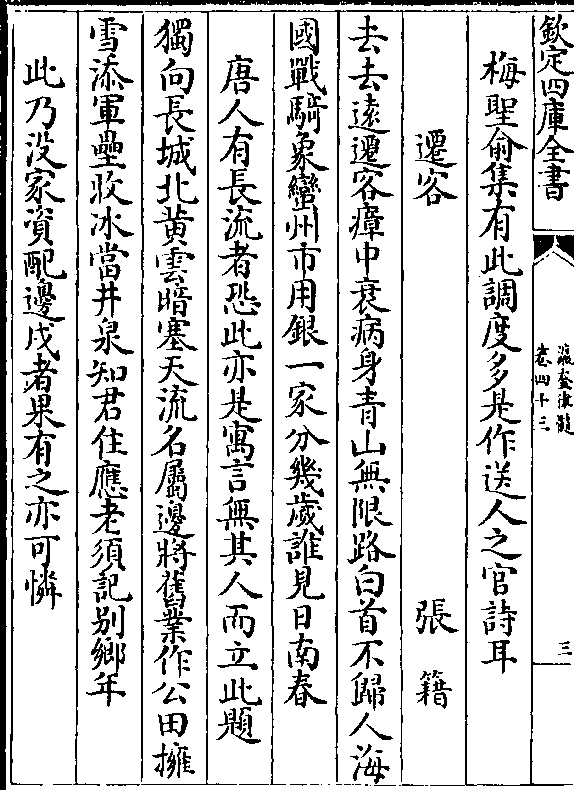 欽定四庫全書
瀛奎律髓
卷四十三
三
梅聖俞集有此調度多是作送人之官詩耳
遷客 張籍
去去遠遷客瘴中衰病身青山無限路白首不歸人海
國戰騎象蠻州市用銀一家分幾處誰見日南春
唐人有長流者恐此亦是寓言無其人而立此題
獨向長城北黄雲暗塞天流名屬邊將舊業作公田擁
雪添軍壘收冰當井泉知君住應老須記别鄉年
此乃没家資配邊戍者果有之亦可憐